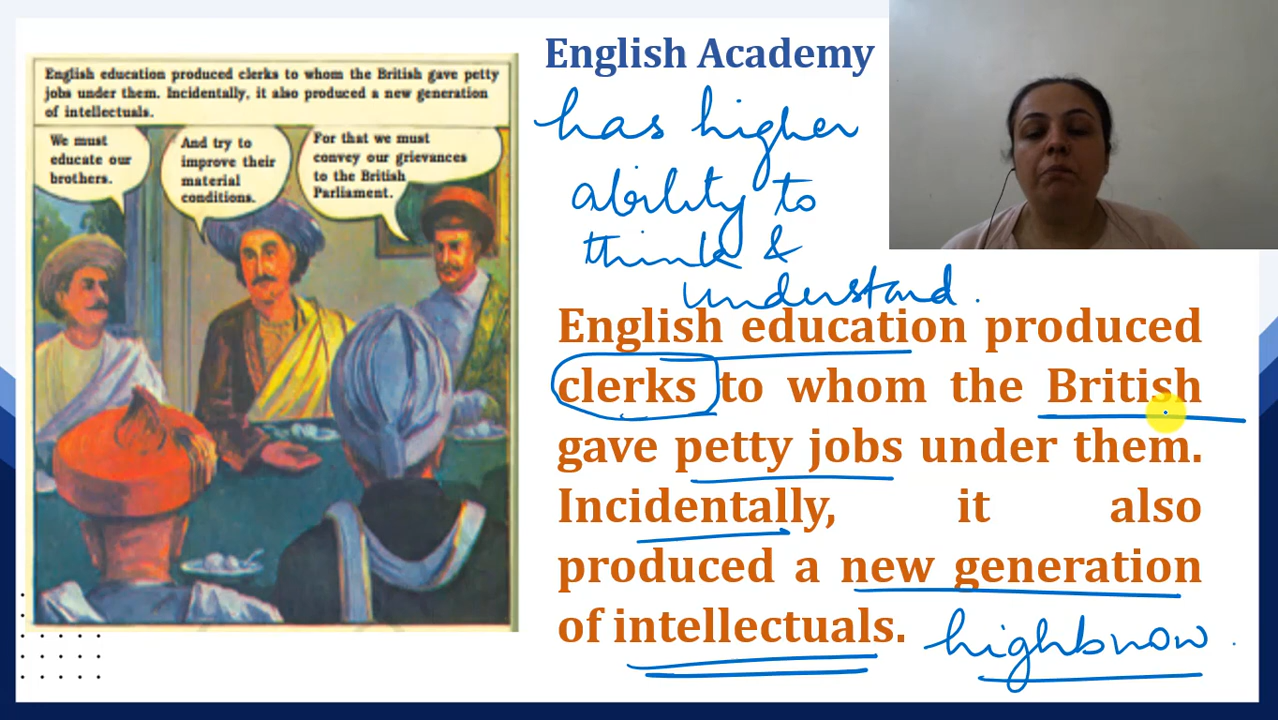 English education produced clerks to whom the British gave petty
jobs under them. Incidentally, it also produced a new generation
of intellectuals.
We must
educate our
brothers.
And try to
improve their
material
conditions.
For that we must
convey our grievances
to the British
Parliament.
English Academy
has higher
ability to
think &
understand.
English education produced
clerks to whom the British
gave petty jobs under them.
Incidentally, it also
produced a new generation
of intellectuals.
highbrow.